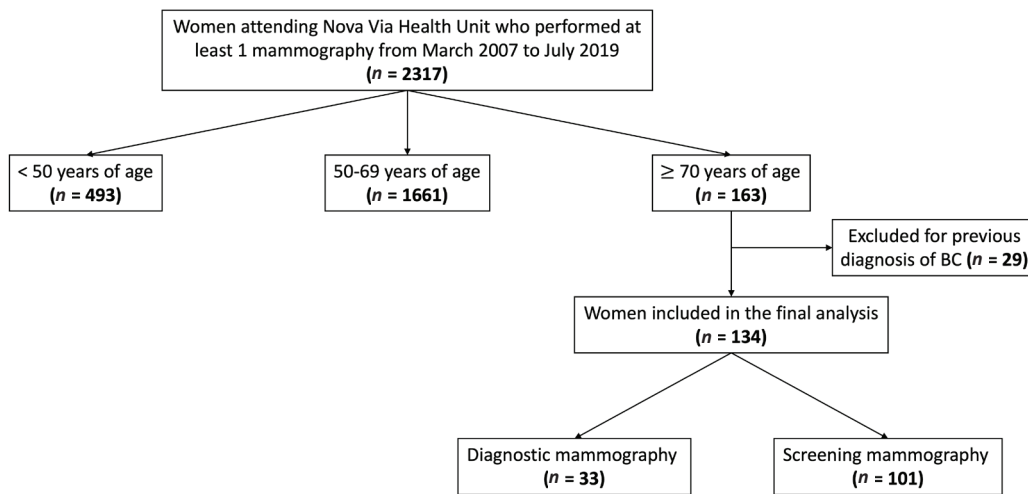 Women attending Nova Via Health Unit who performed at
least 1 mammography from March 2007 to July 2019
(n = 2317)
< 50 years of age
(n = 493)
50-69 years of age
(n = 1661)
≥ 70 years of age
(n = 163)
Excluded for previous
diagnosis of BC (n = 29)
Women included in the final analysis
(n = 134)
Diagnostic mammography
(n = 33)
Screening mammography
(n = 101)